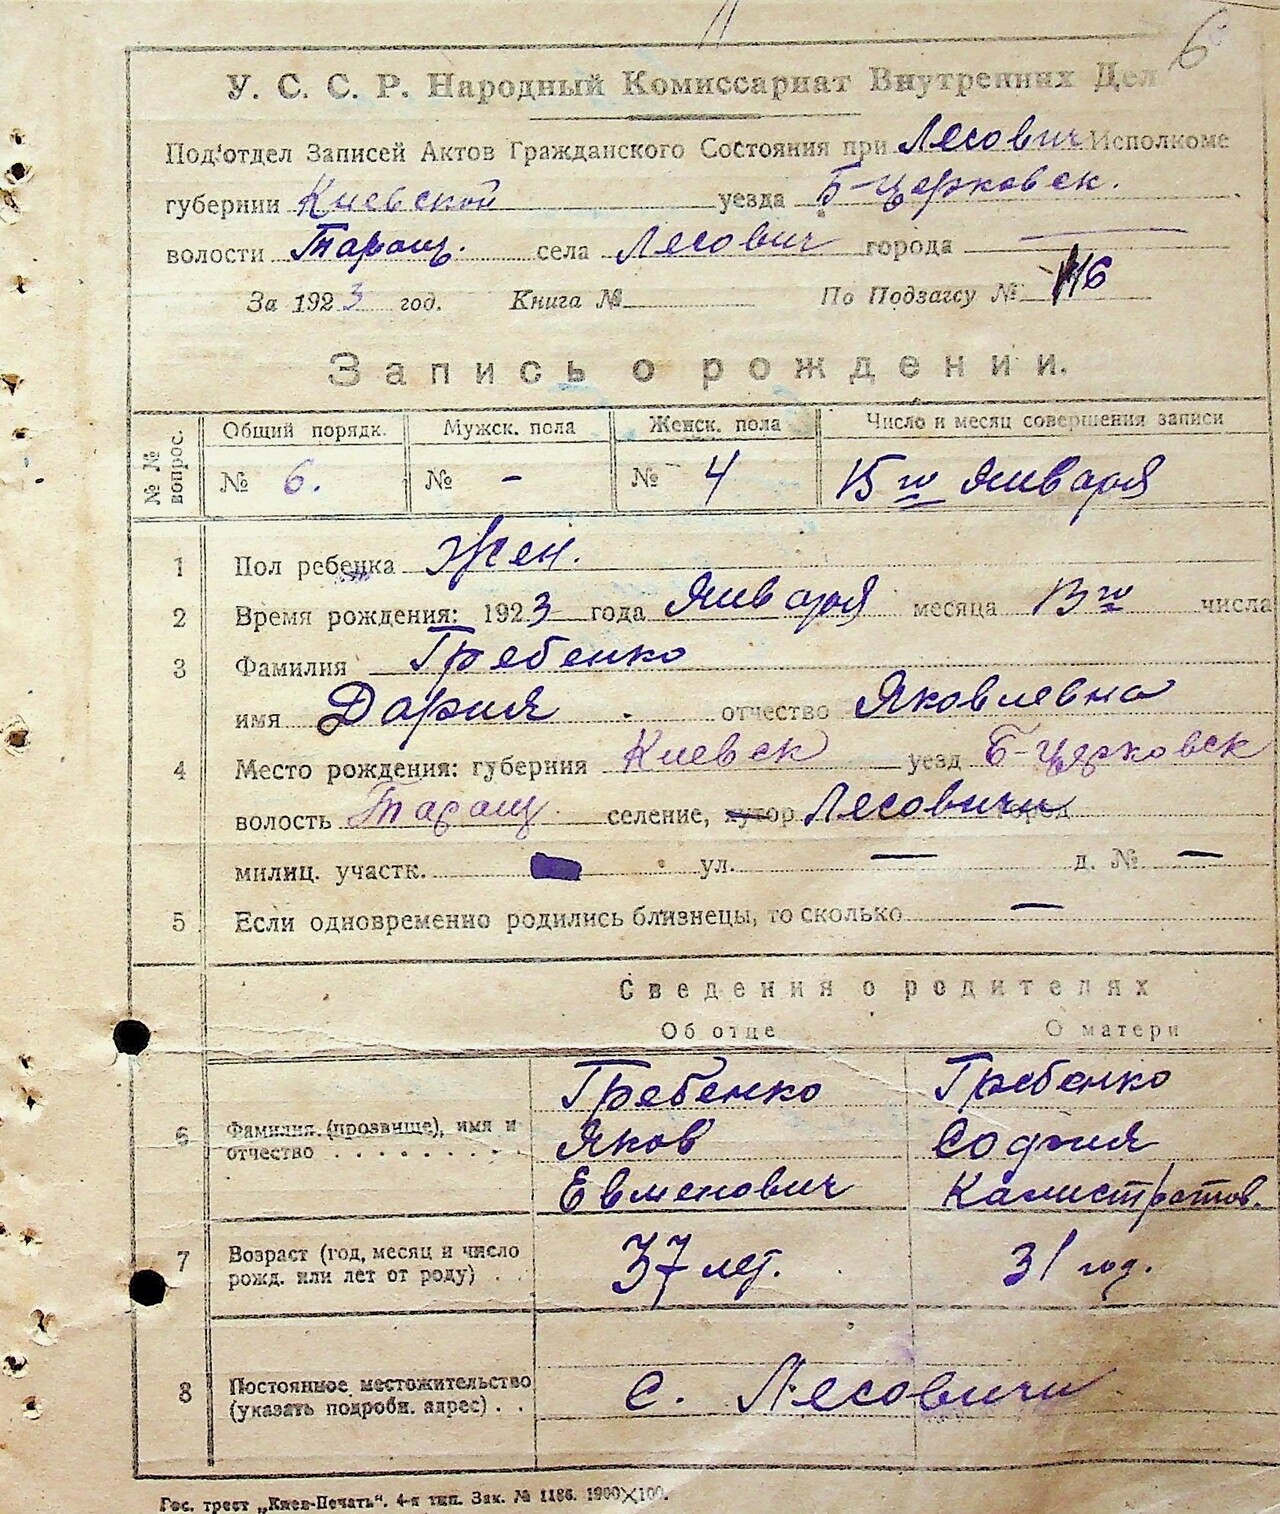 6
У. С. С. Р. Народный Комиссариат Внутренних Дел
Подотдел Записей Актов Гражданского Состояния при Лесович Исполкоме
губернии Киевской уезда Б-Церковск.
волости Таращ. села Лесович города —
За 1923 год. Книга № По Подзагсу № 116
Запись о рождении.
№ № вопрос. Общий порядк. Мужск. пола Женск. пола Число и месяц совершения записи
№ 6. № - № 4 15го января
1 Пол ребенка Жен.
2 Время рождения: 1923 года Января месяца 13го числа
3 Фамилия Гребенко
имя Дария отчество Яковлевна
4 Место рождения: губерния Киевск уезд Б-Церковск
волость Таращ. селение, хутор Лесовичи город
милиц. участк. ул. — д. № —
5 Если одновременно родились близнецы, то сколько —
Сведения о родителях
Об отце О матери
Гребенко Гребенко
6 Фамилия (прозвище), имя и отчество . . . . . . . . . Яков София
Евменович Калистратов.
7 Возраст (год, месяц и число рожд. или лет от роду) . . 37 лет. 31 год.
8 Постоянное местожительство (указать подробн. адрес) . . с. Лесовичи
Гос. трест „Киев-Печать“. 4-я тип. Зак. № 1186. 1900×100.